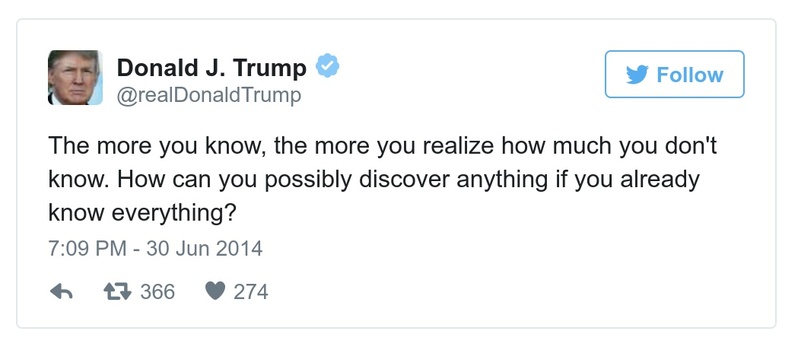 Donald J. Trump
@realDonaldTrump
Follow
The more you know, the more you realize how much you don't
know. How can you possibly discover anything if you already
know everything?
7:09 PM - 30 Jun 2014
366 274